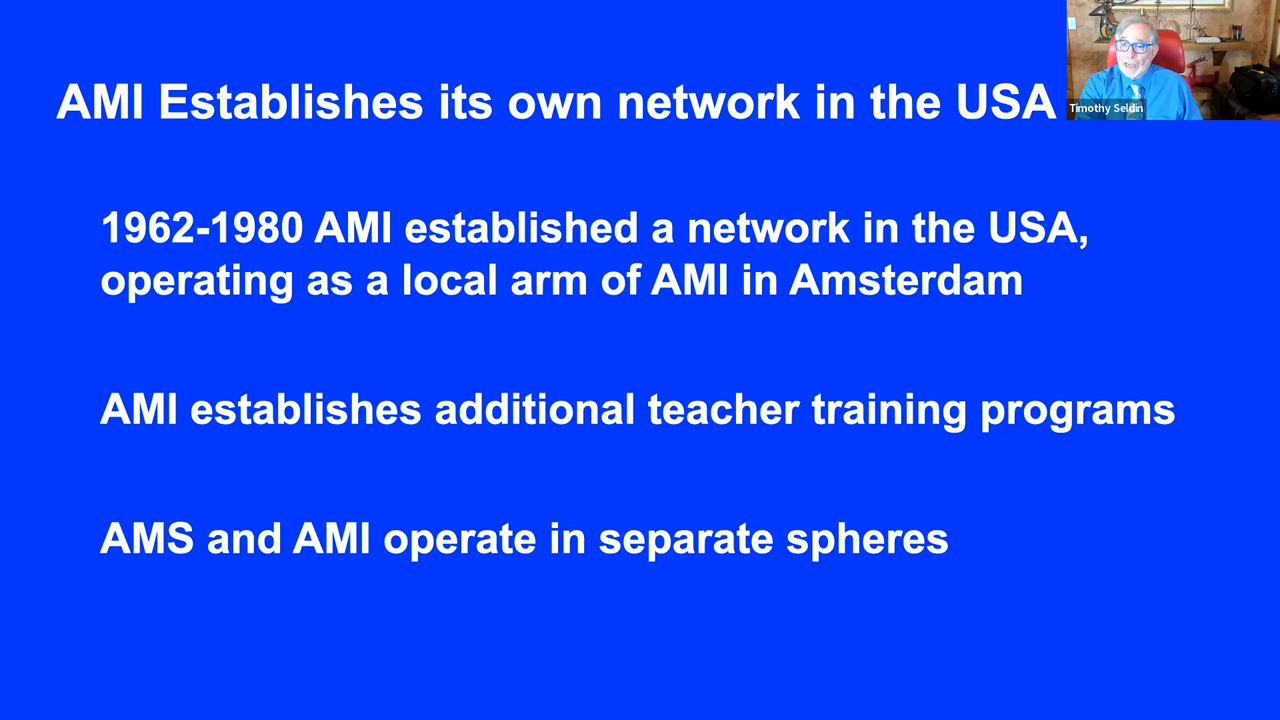 AMI Establishes its own network in the USA
Timothy Seldin
1962-1980 AMI established a network in the USA,
operating as a local arm of AMI in Amsterdam
AMI establishes additional teacher training programs
AMS and AMI operate in separate spheres